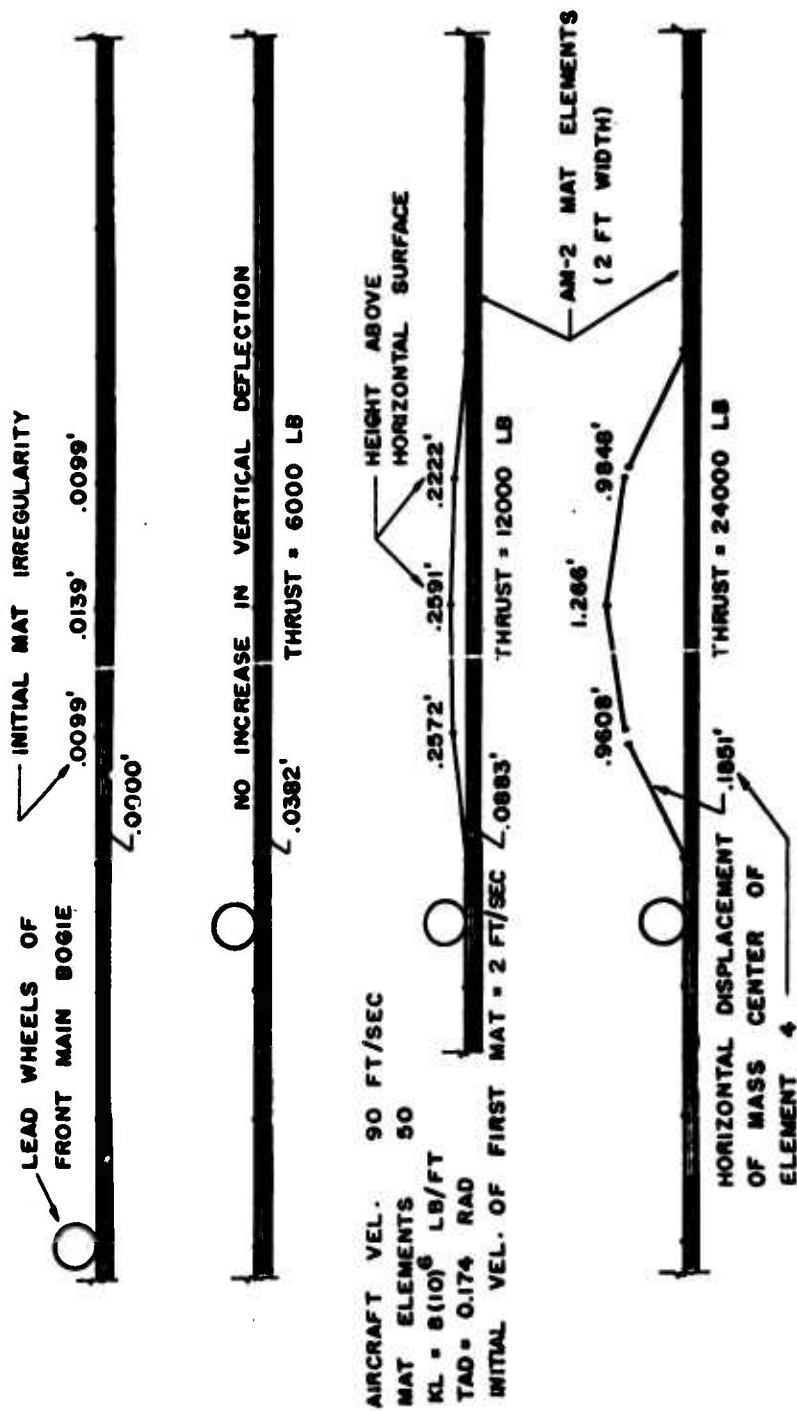 LEAD WHEELS OF
FRONT MAIN BOGIE
INITIAL MAT IRREGULARITY
.0099' .0139' .0099'
.0000'
NO INCREASE IN VERTICAL DEFLECTION
.0382' THRUST = 6000 LB
AIRCRAFT VEL. 90 FT/SEC
MAT ELEMENTS 50
KL = 8(10)⁶ LB/FT
TAD = 0.174 RAD
INITIAL VEL. OF FIRST MAT = 2 FT/SEC
HEIGHT ABOVE
HORIZONTAL SURFACE
.2572' .2591' .2222'
.0883' THRUST = 12000 LB
AM-2 MAT ELEMENTS
(2 FT WIDTH)
.9608' 1.266' .9848'
.1851' THRUST = 24000 LB
HORIZONTAL DISPLACEMENT
OF MASS CENTER OF
ELEMENT 4